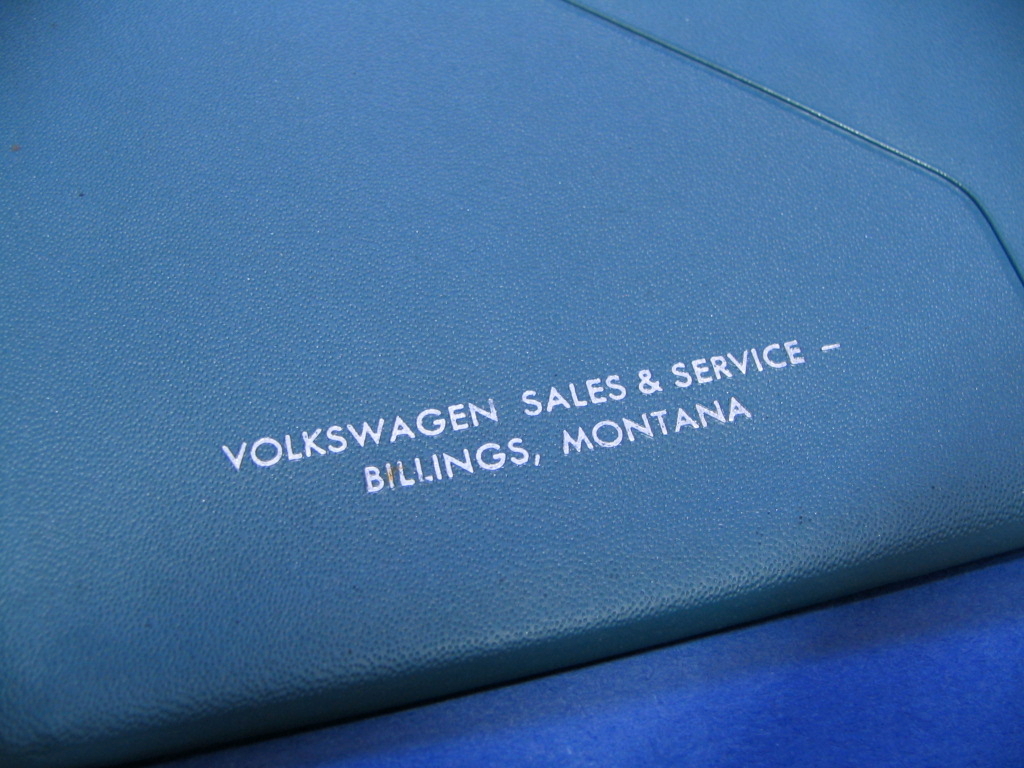 VOLKSWAGEN SALES & SERVICE –
BILLINGS, MONTANA